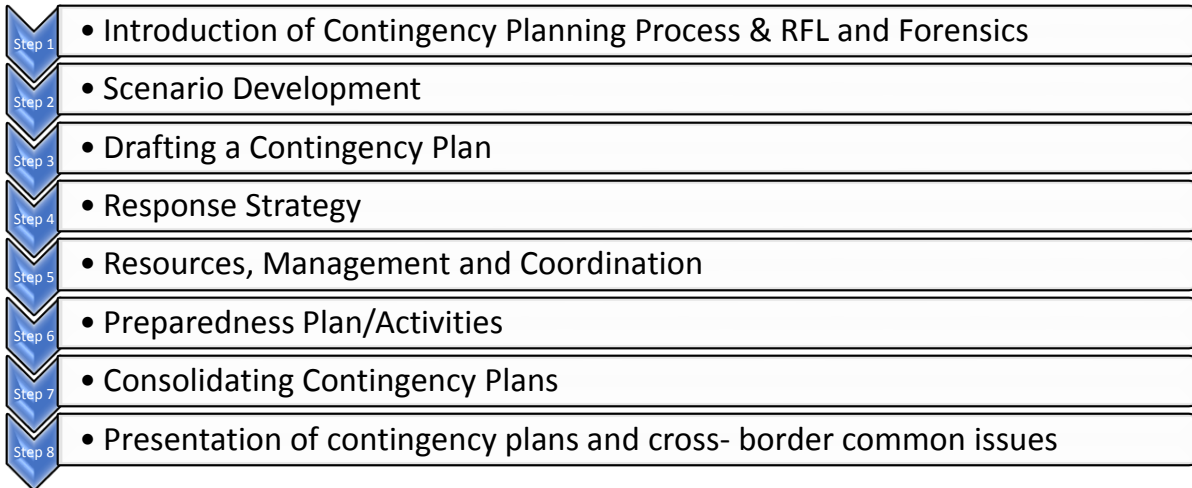 Step 1
• Introduction of Contingency Planning Process & RFL and Forensics
Step 2
• Scenario Development
Step 3
• Drafting a Contingency Plan
Step 4
• Response Strategy
Step 5
• Resources, Management and Coordination
Step 6
• Preparedness Plan/Activities
Step 7
• Consolidating Contingency Plans
Step 8
• Presentation of contingency plans and cross- border common issues